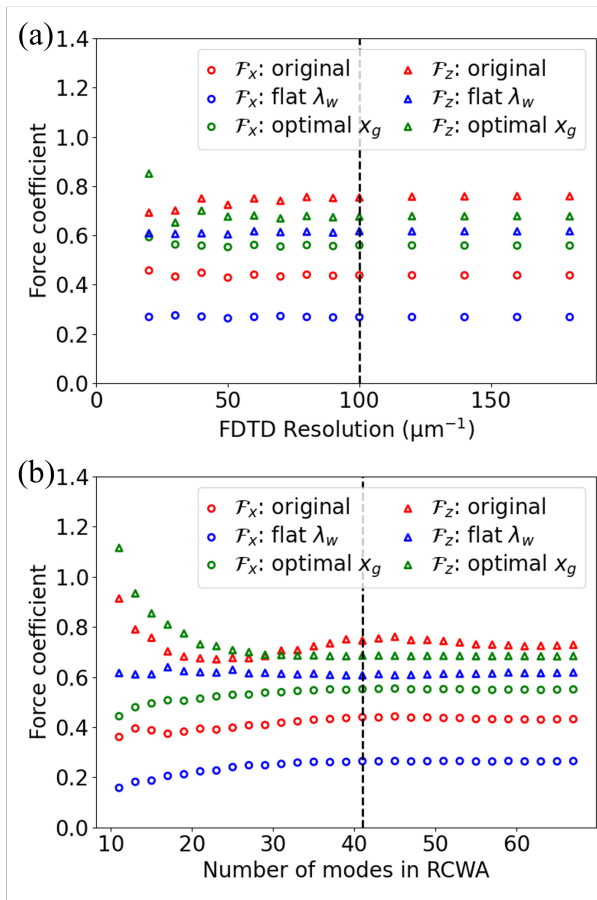 (a)
1.4
1.2
1.0
0.8
0.6
0.4
0.2
0.0
Force coefficient
ℱx: original
ℱz: original
ℱx: flat λw
ℱz: flat λw
ℱx: optimal xg
ℱz: optimal xg
0 50 100 150
FDTD Resolution (μm⁻¹)
(b)
1.4
1.2
1.0
0.8
0.6
0.4
0.2
0.0
Force coefficient
ℱx: original
ℱz: original
ℱx: flat λw
ℱz: flat λw
ℱx: optimal xg
ℱz: optimal xg
10 20 30 40 50 60
Number of modes in RCWA